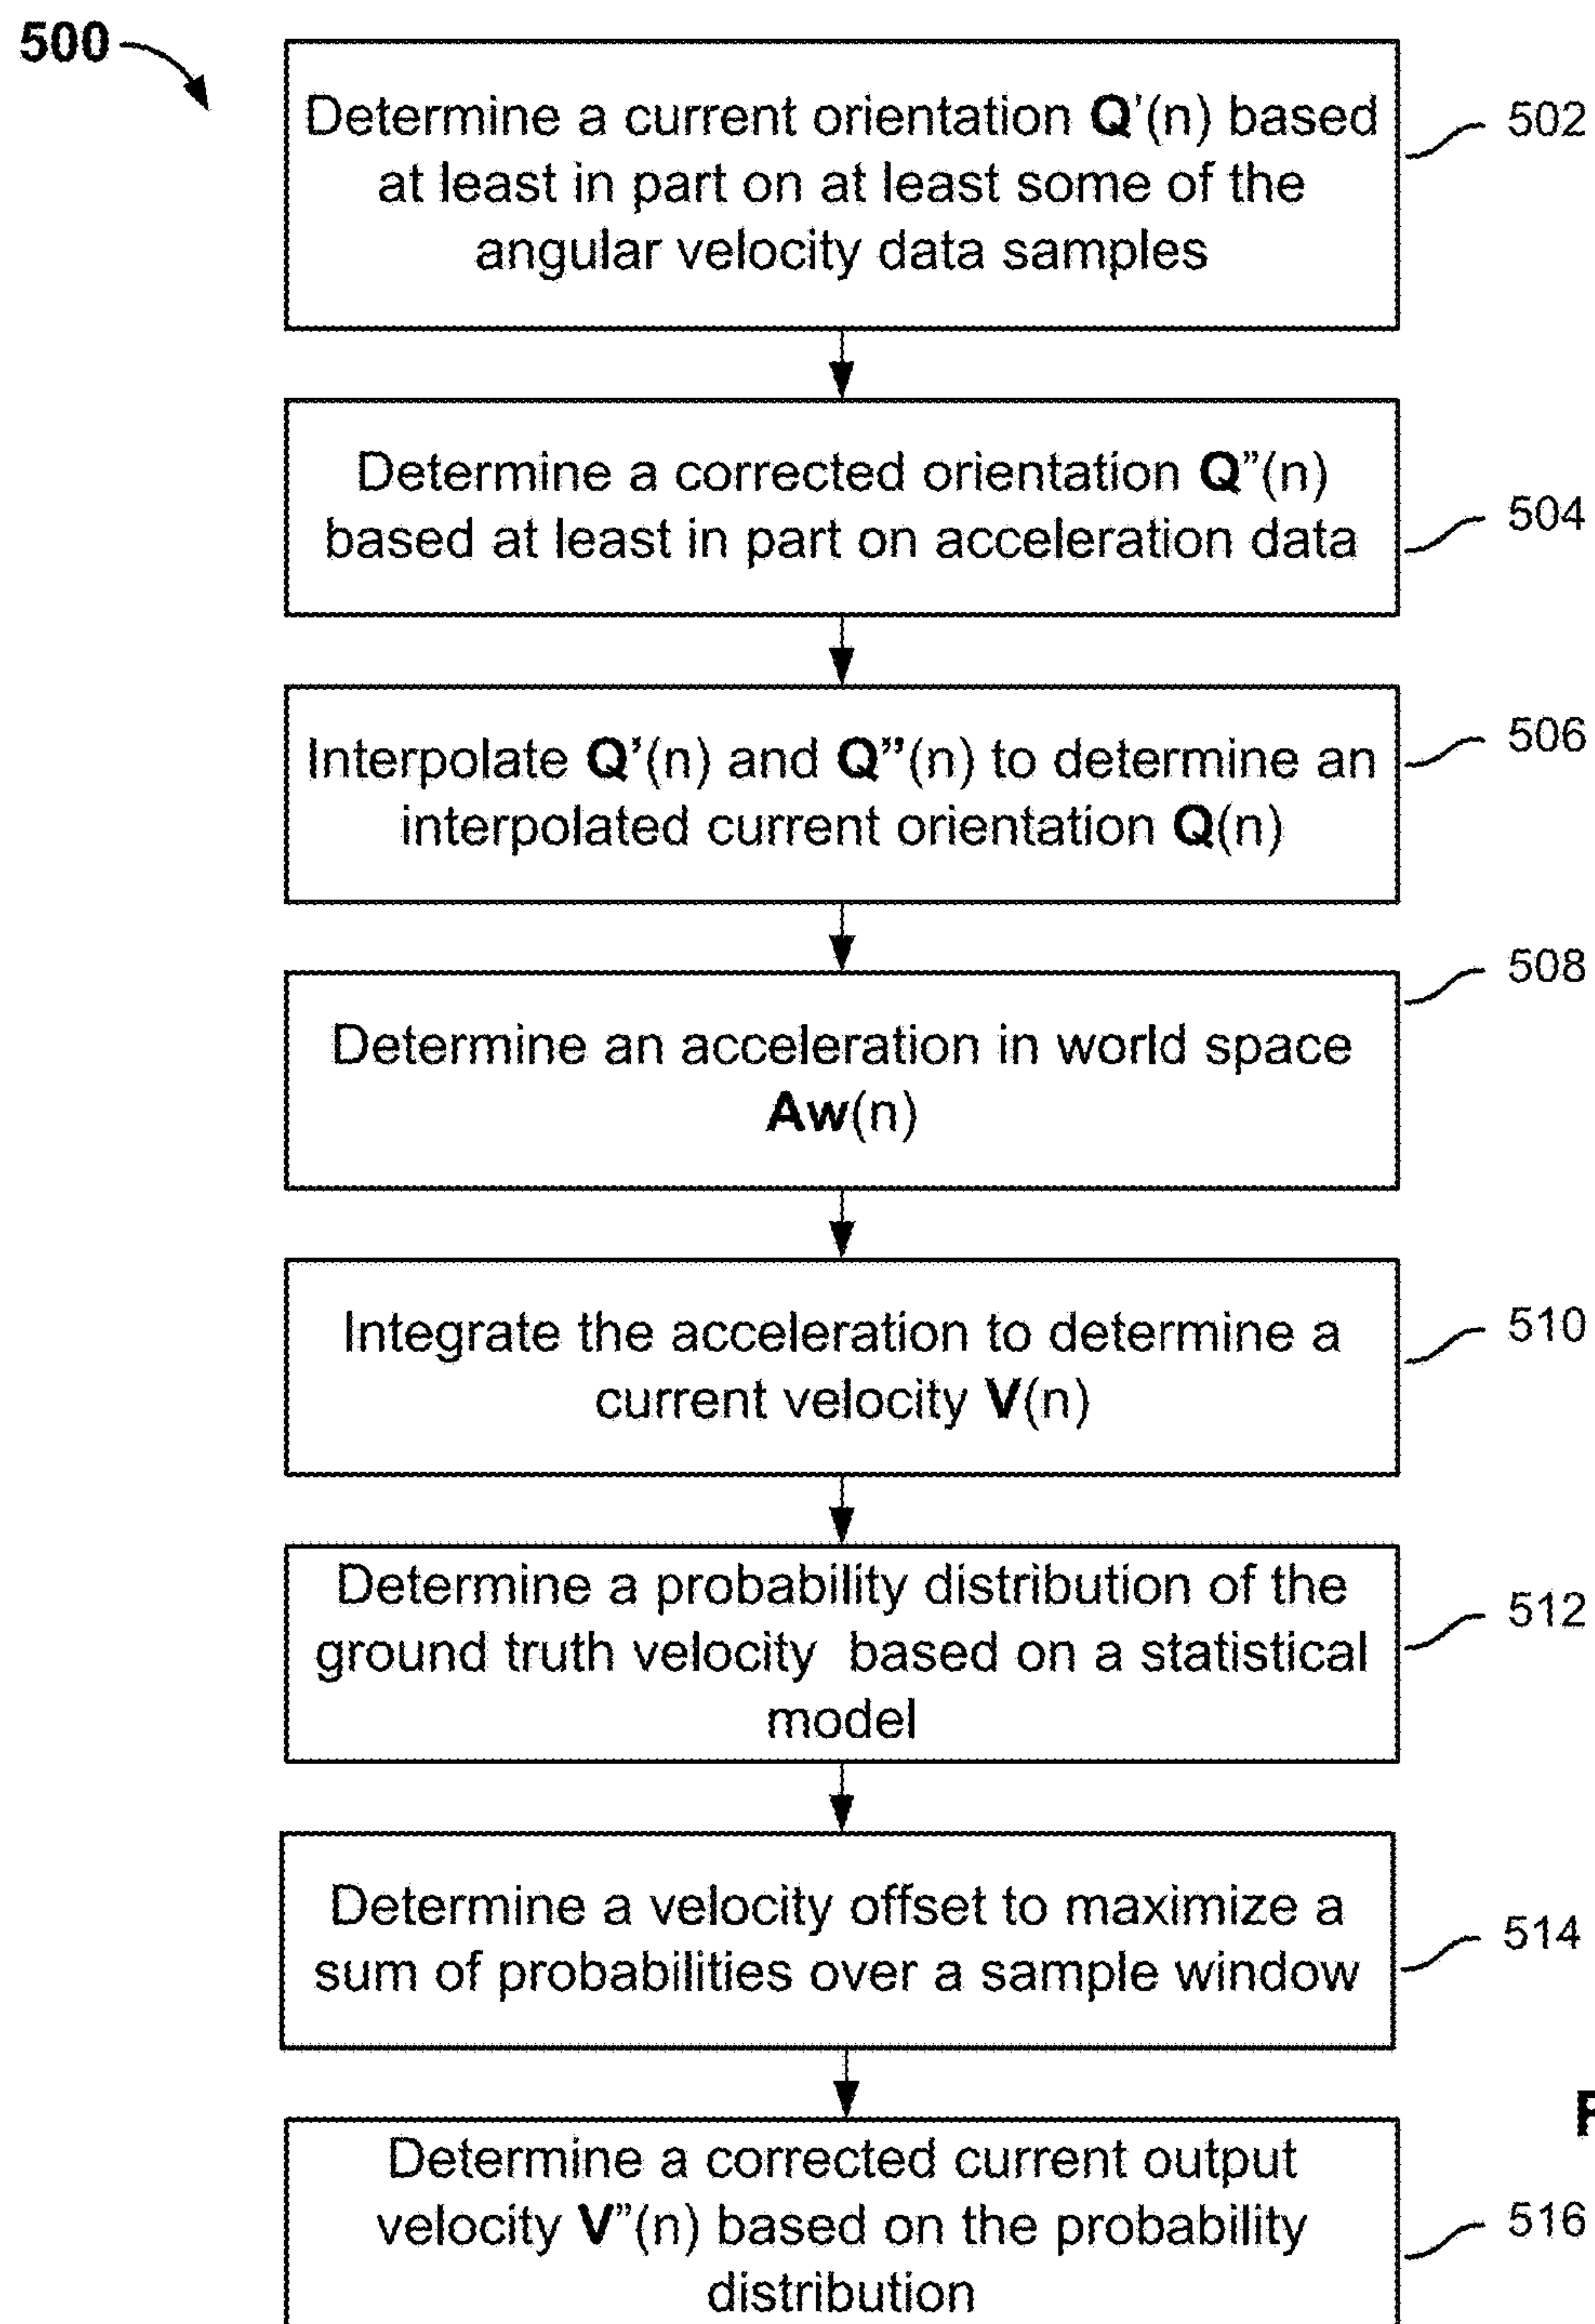 500
Determine a current orientation Q'(n) based
at least in part on at least some of the
angular velocity data samples
502
Determine a corrected orientation Q”(n)
based at least in part on acceleration data
504
Interpolate Q'(n) and Q”(n) to determine an
interpolated current orientation Q(n)
506
Determine an acceleration in world space
Aw(n)
508
Integrate the acceleration to determine a
current velocity V(n)
510
Determine a probability distribution of the
ground truth velocity based on a statistical
model
512
Determine a velocity offset to maximize a
sum of probabilities over a sample window
514
Determine a corrected current output
velocity V”(n) based on the probability
distribution
516